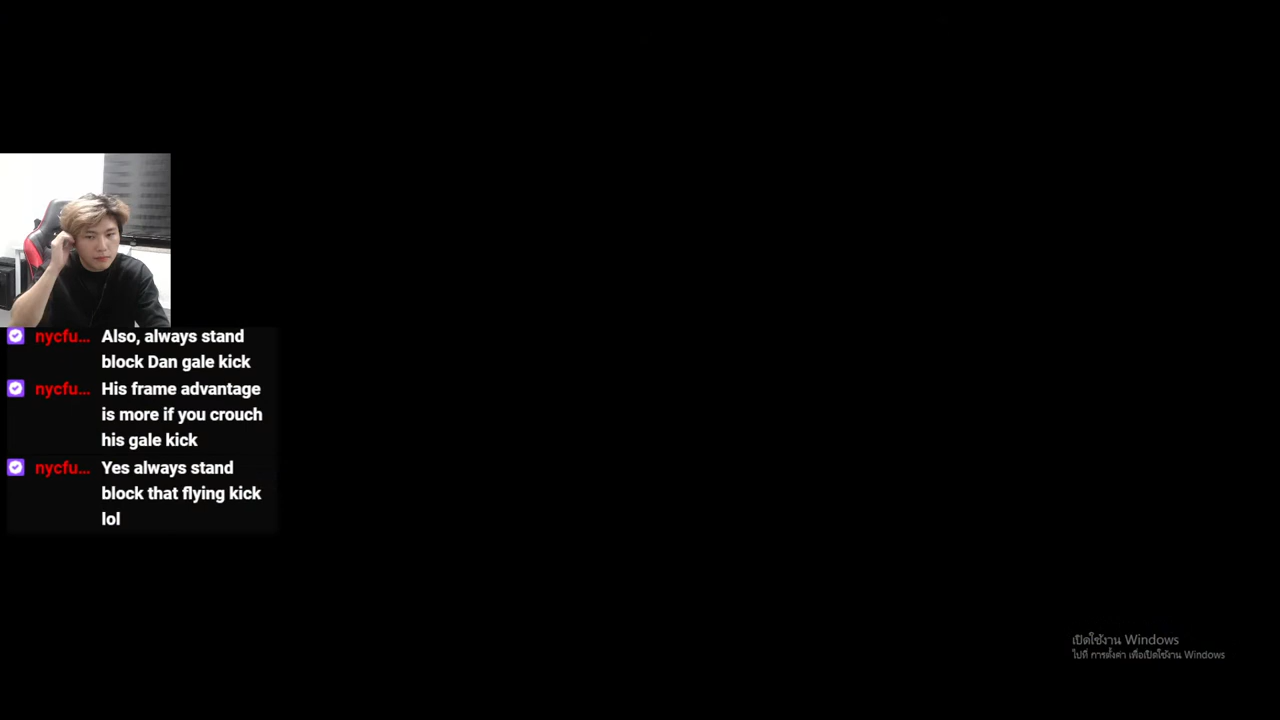 nycfu... Also, always stand
block Dan gale kick
nycfu... His frame advantage
is more if you crouch
his gale kick
nycfu... Yes always stand
block that flying kick
lol
เปิดใช้งาน Windows
ไปที่ การตั้งค่า เพื่อเปิดใช้งาน Windows